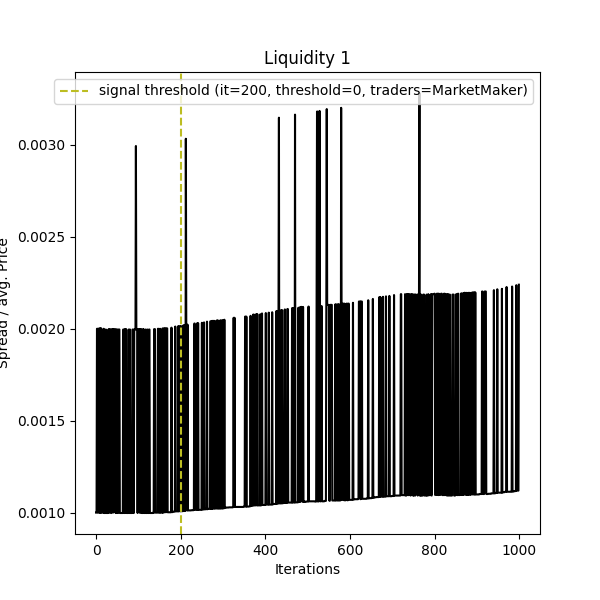 Liquidity 1
signal threshold (it=200, threshold=0, traders=MarketMaker)
Spread / avg. Price
0.0030
0.0025
0.0020
0.0015
0.0010
0 200 400 600 800 1000
Iterations